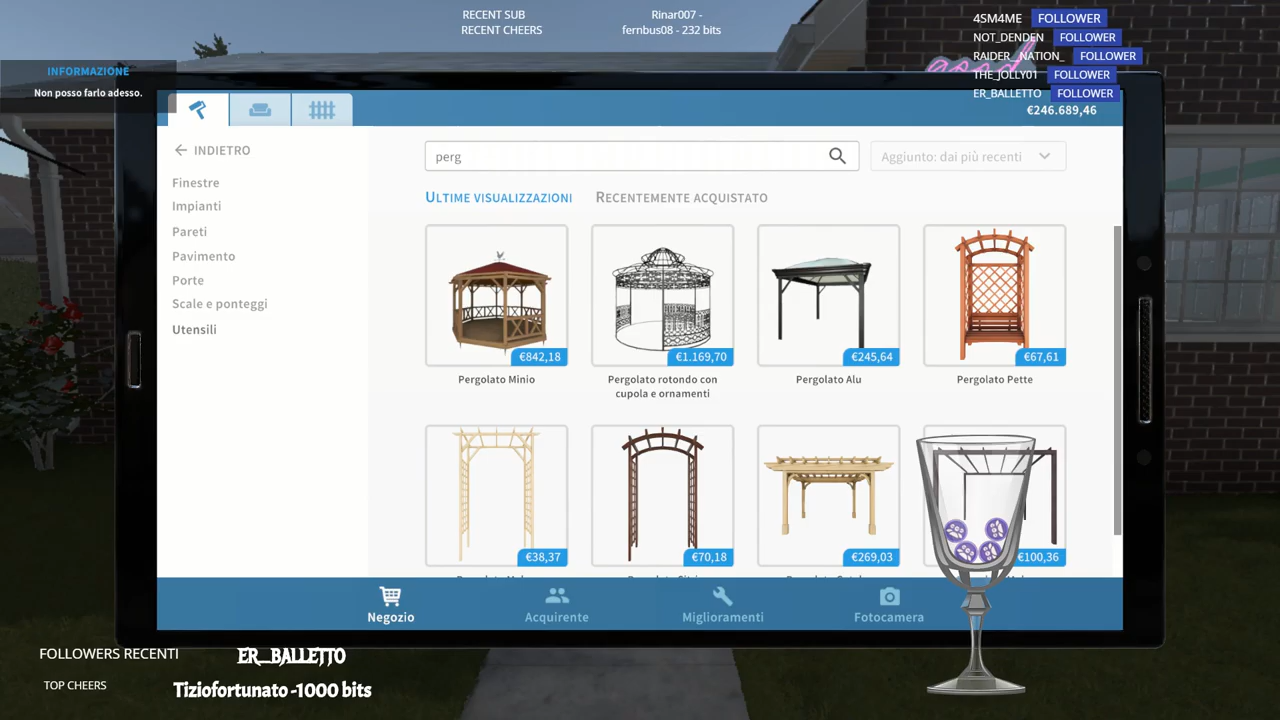 RECENT SUB
RECENT CHEERS
Rinar007 -
fernbus08 - 232 bits
4SM4ME FOLLOWER
NOT_DENDEN FOLLOWER
RAIDER__NATION_ FOLLOWER
THE_JOLLY01 FOLLOWER
ER_BALLETTO FOLLOWER
INFORMAZIONE
Non posso farlo adesso.
good
€246.689,46
INDIETRO
Finestre
Impianti
Pareti
Pavimento
Porte
Scale e ponteggi
Utensili
perg
Aggiunto: dai più recenti
ULTIME VISUALIZZAZIONI
RECENTEMENTE ACQUISTATO
€842,18
€1.169,70
€245,64
€67,61
Pergolato Minio
Pergolato rotondo con
cupola e ornamenti
Pergolato Alu
Pergolato Pette
€38,37
€70,18
€269,03
€100,36
Negozio
Acquirente
Miglioramenti
Fotocamera
FOLLOWERS RECENTI
ER_BALLETTO
TOP CHEERS
Tiziofortunato -1000 bits